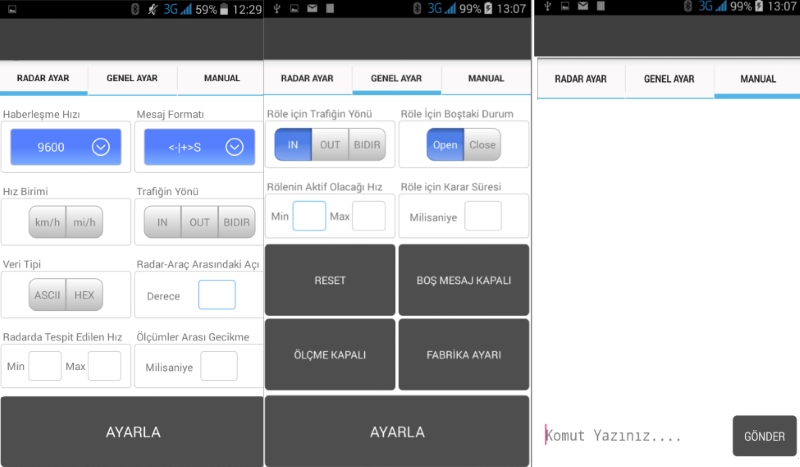 3G 59% 12:29
RADAR AYAR GENEL AYAR MANUAL
Haberleşme Hızı Mesaj Formatı
9600 <-|+>S
Hız Birimi Trafiğin Yönü
km/h mi/h IN OUT BIDIR
Veri Tipi Radar-Araç Arasındaki Açı
ASCII HEX Derece
Radarda Tespit Edilen Hız Ölçümler Arası Gecikme
Min Max Milisaniye
AYARLA
3G 99% 13:07
RADAR AYAR GENEL AYAR MANUAL
Röle için Trafiğin Yönü Röle İçin Boştaki Durum
IN OUT BIDIR Open Close
Rölenin Aktif Olacağı Hız Röle için Karar Süresi
Min Max Milisaniye
RESET BOŞ MESAJ KAPALI
ÖLÇME KAPALI FABRİKA AYARI
AYARLA
3G 99% 13:07
RADAR AYAR GENEL AYAR MANUAL
Komut Yazınız.... GÖNDER